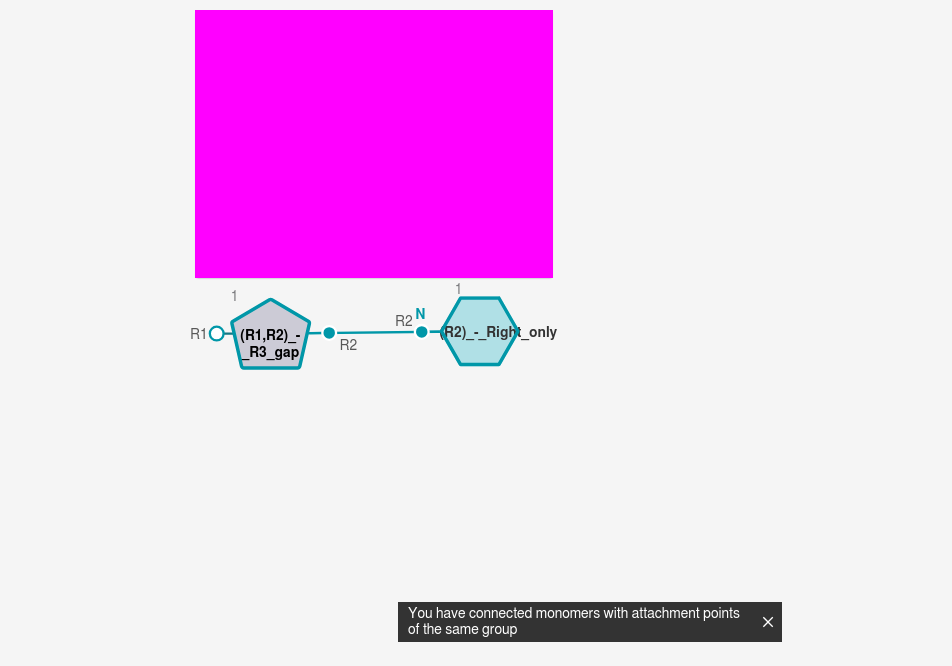 1
1
N
R1
(R1,R2)_-
_R3_gap
R2
R2
(R2)_-_Right_only
You have connected monomers with attachment points
of the same group